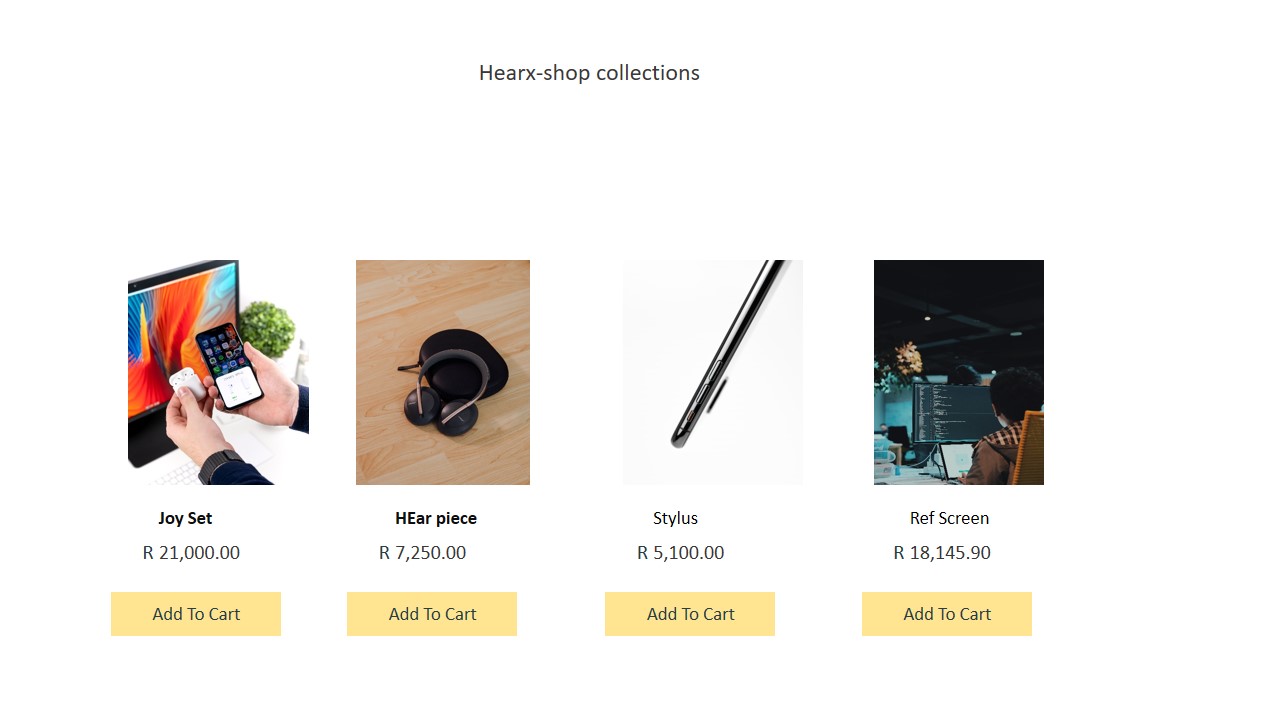 Hearx-shop collections
Joy Set
R 21,000.00
Add To Cart
HEar piece
R 7,250.00
Add To Cart
Stylus
R 5,100.00
Add To Cart
Ref Screen
R 18,145.90
Add To Cart